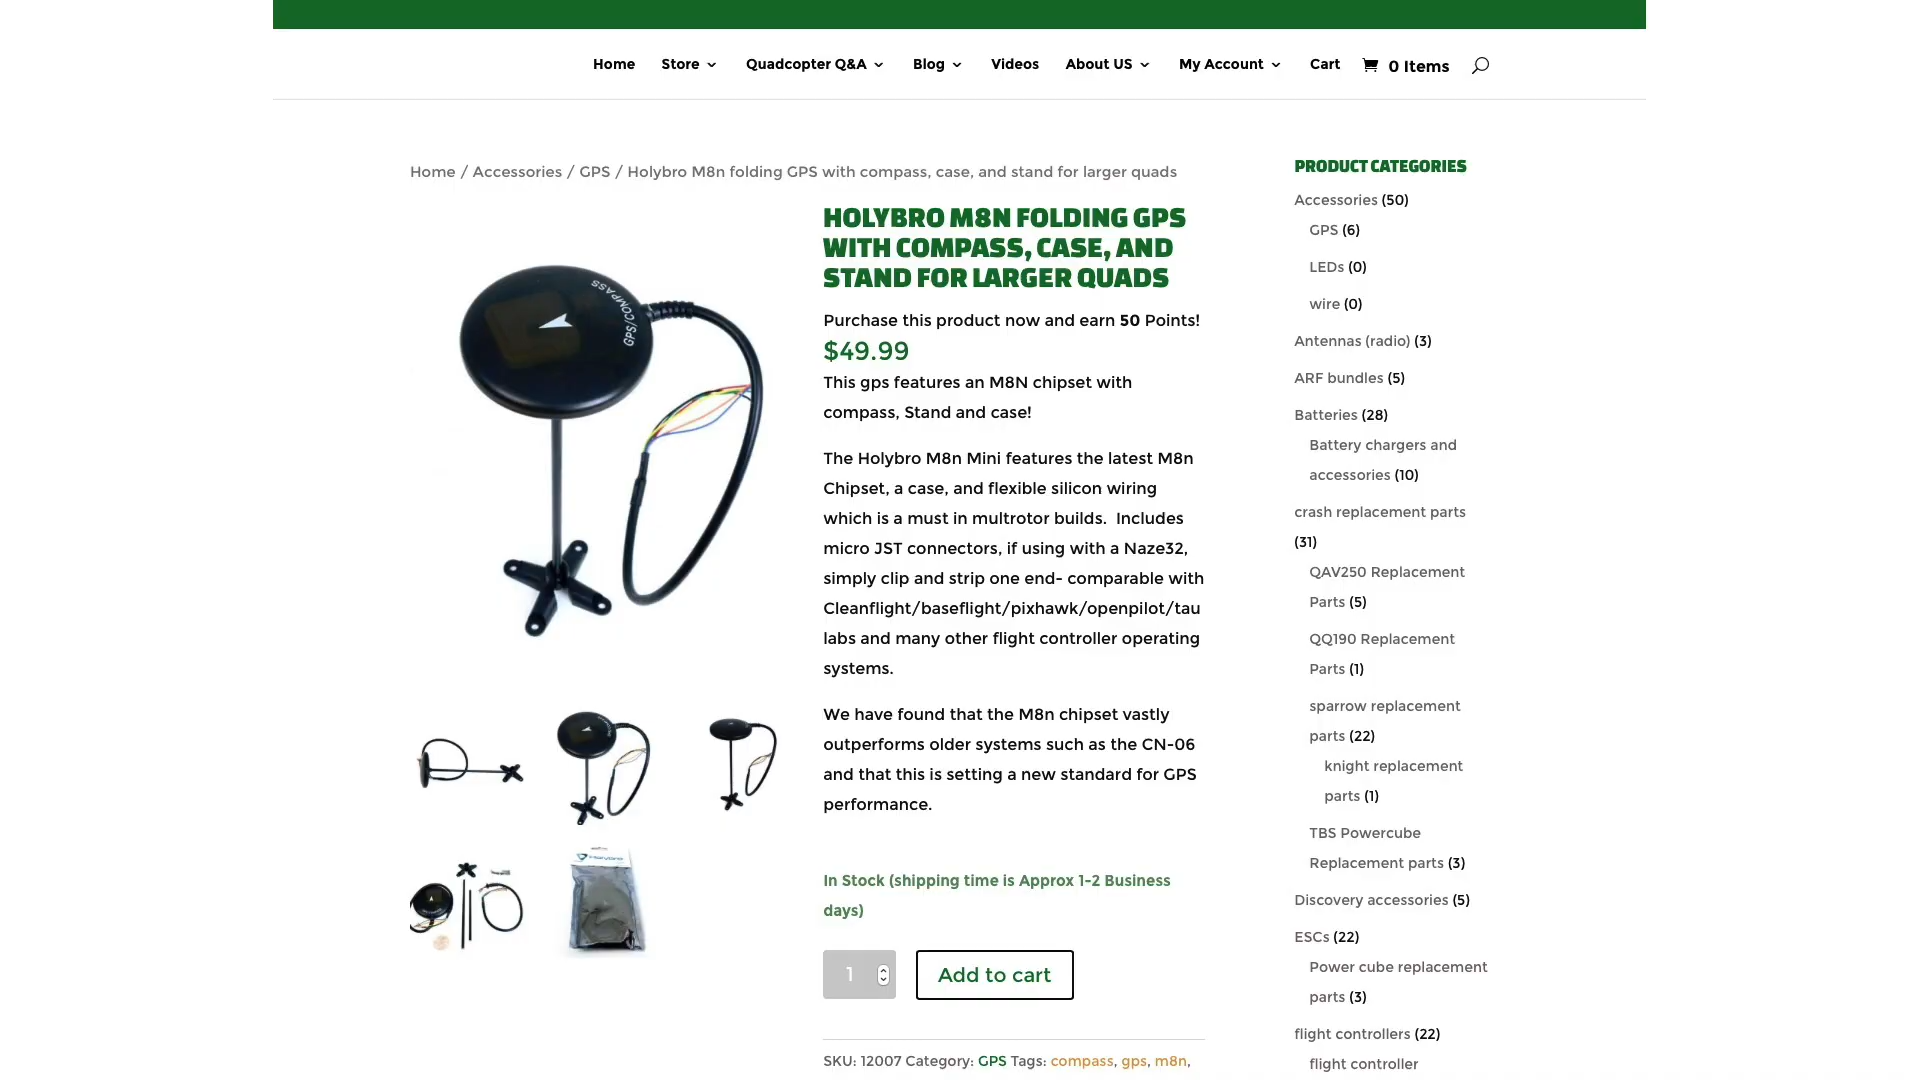 Home Store Quadcopter Q&A Blog Videos About US My Account Cart 0 Items
Home / Accessories / GPS / Holybro M8n folding GPS with compass, case, and stand for larger quads
GPS/COMPASS
HOLYBRO M8N FOLDING GPS
WITH COMPASS, CASE, AND
STAND FOR LARGER QUADS
Purchase this product now and earn 50 Points!
$49.99
This gps features an M8N chipset with
compass, Stand and case!
The Holybro M8n Mini features the latest M8n
Chipset, a case, and flexible silicon wiring
which is a must in multrotor builds.  Includes
micro JST connectors, if using with a Naze32,
simply clip and strip one end- comparable with
Cleanflight/baseflight/pixhawk/openpilot/tau
labs and many other flight controller operating
systems.
We have found that the M8n chipset vastly
outperforms older systems such as the CN-06
and that this is setting a new standard for GPS
performance.
In Stock (shipping time is Approx 1-2 Business
days)
1 Add to cart
SKU: 12007 Category: GPS Tags: compass, gps, m8n,
PRODUCT CATEGORIES
Accessories (50)
GPS (6)
LEDs (0)
wire (0)
Antennas (radio) (3)
ARF bundles (5)
Batteries (28)
Battery chargers and
accessories (10)
crash replacement parts
(31)
QAV250 Replacement
Parts (5)
QQ190 Replacement
Parts (1)
sparrow replacement
parts (22)
knight replacement
parts (1)
TBS Powercube
Replacement parts (3)
Discovery accessories (5)
ESCs (22)
Power cube replacement
parts (3)
flight controllers (22)
flight controller